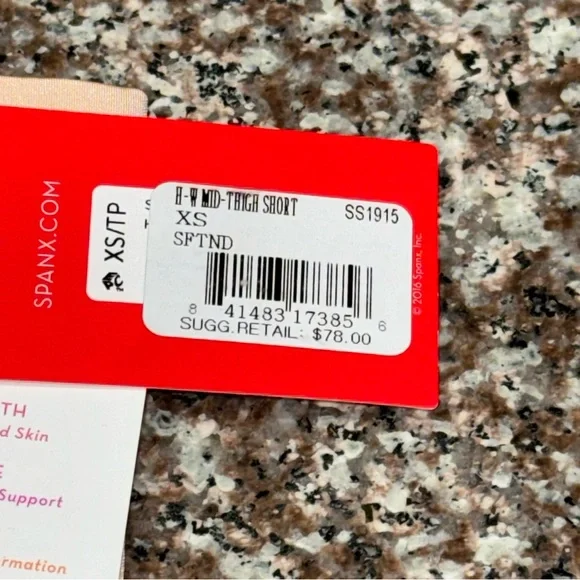 SPANX.COM
XS/TP
H-W MID-THIGH SHORT SS1915
XS
SFTND
8 41483 17385 6
SUGG.RETAIL: $78.00
© 2016 Spanx, Inc.
TH
d Skin
E
Support
rmation